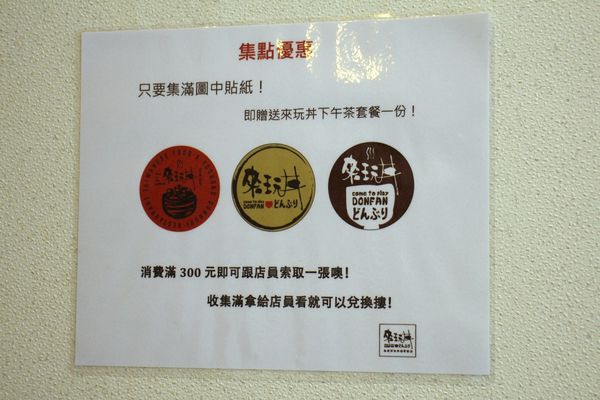 集點優惠
只要集滿圖中貼紙！
即贈送來玩丼下午茶套餐一份！
來玩丼
來玩丼
come to play
DONFAN
どんぶり
來玩丼
come to play
DONFAN
どんぶり
消費滿 300 元即可跟店員索取一張噢!
收集滿拿給店員看就可以兌換摟!
來玩丼